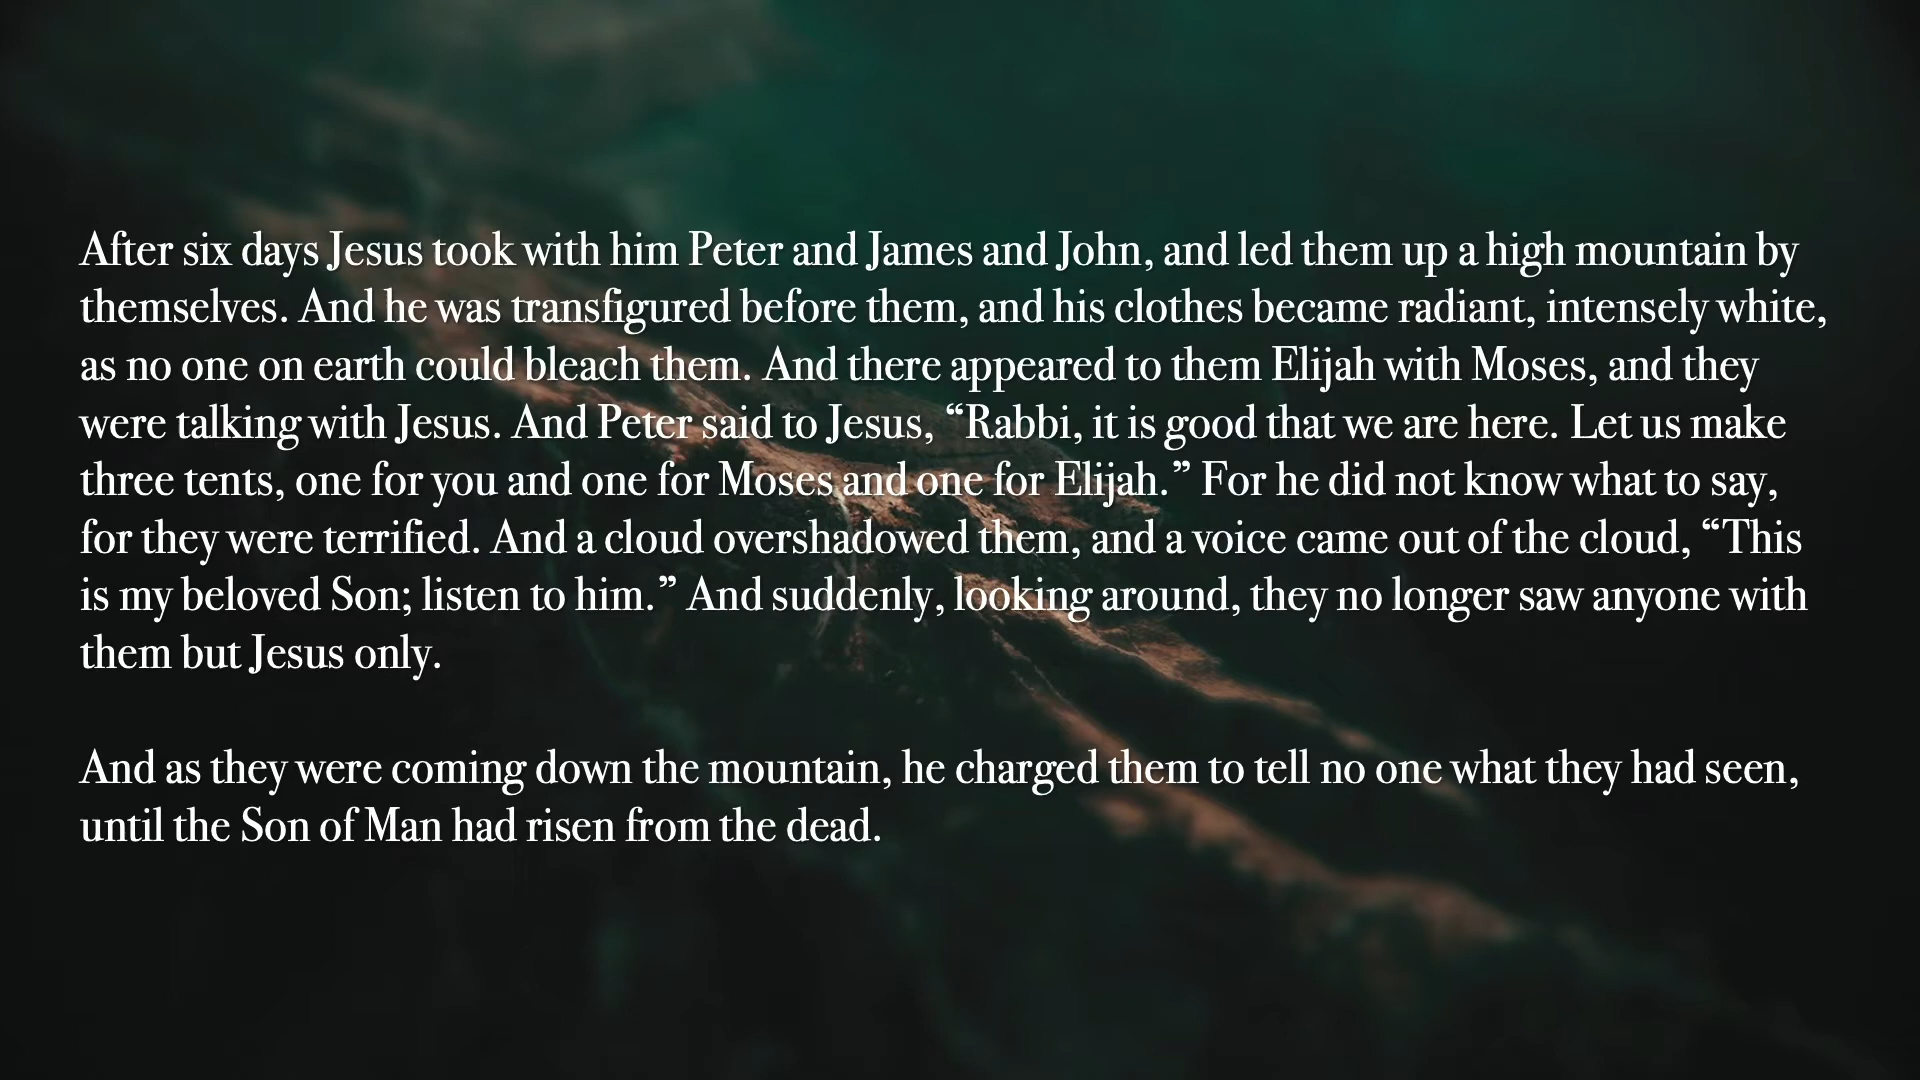 After six days Jesus took with him Peter and James and John, and led them up a high mountain by
themselves. And he was transfigured before them, and his clothes became radiant, intensely white,
as no one on earth could bleach them. And there appeared to them Elijah with Moses, and they
were talking with Jesus. And Peter said to Jesus, “Rabbi, it is good that we are here. Let us make
three tents, one for you and one for Moses and one for Elijah.” For he did not know what to say,
for they were terrified. And a cloud overshadowed them, and a voice came out of the cloud, “This
is my beloved Son; listen to him.” And suddenly, looking around, they no longer saw anyone with
them but Jesus only.
And as they were coming down the mountain, he charged them to tell no one what they had seen,
until the Son of Man had risen from the dead.